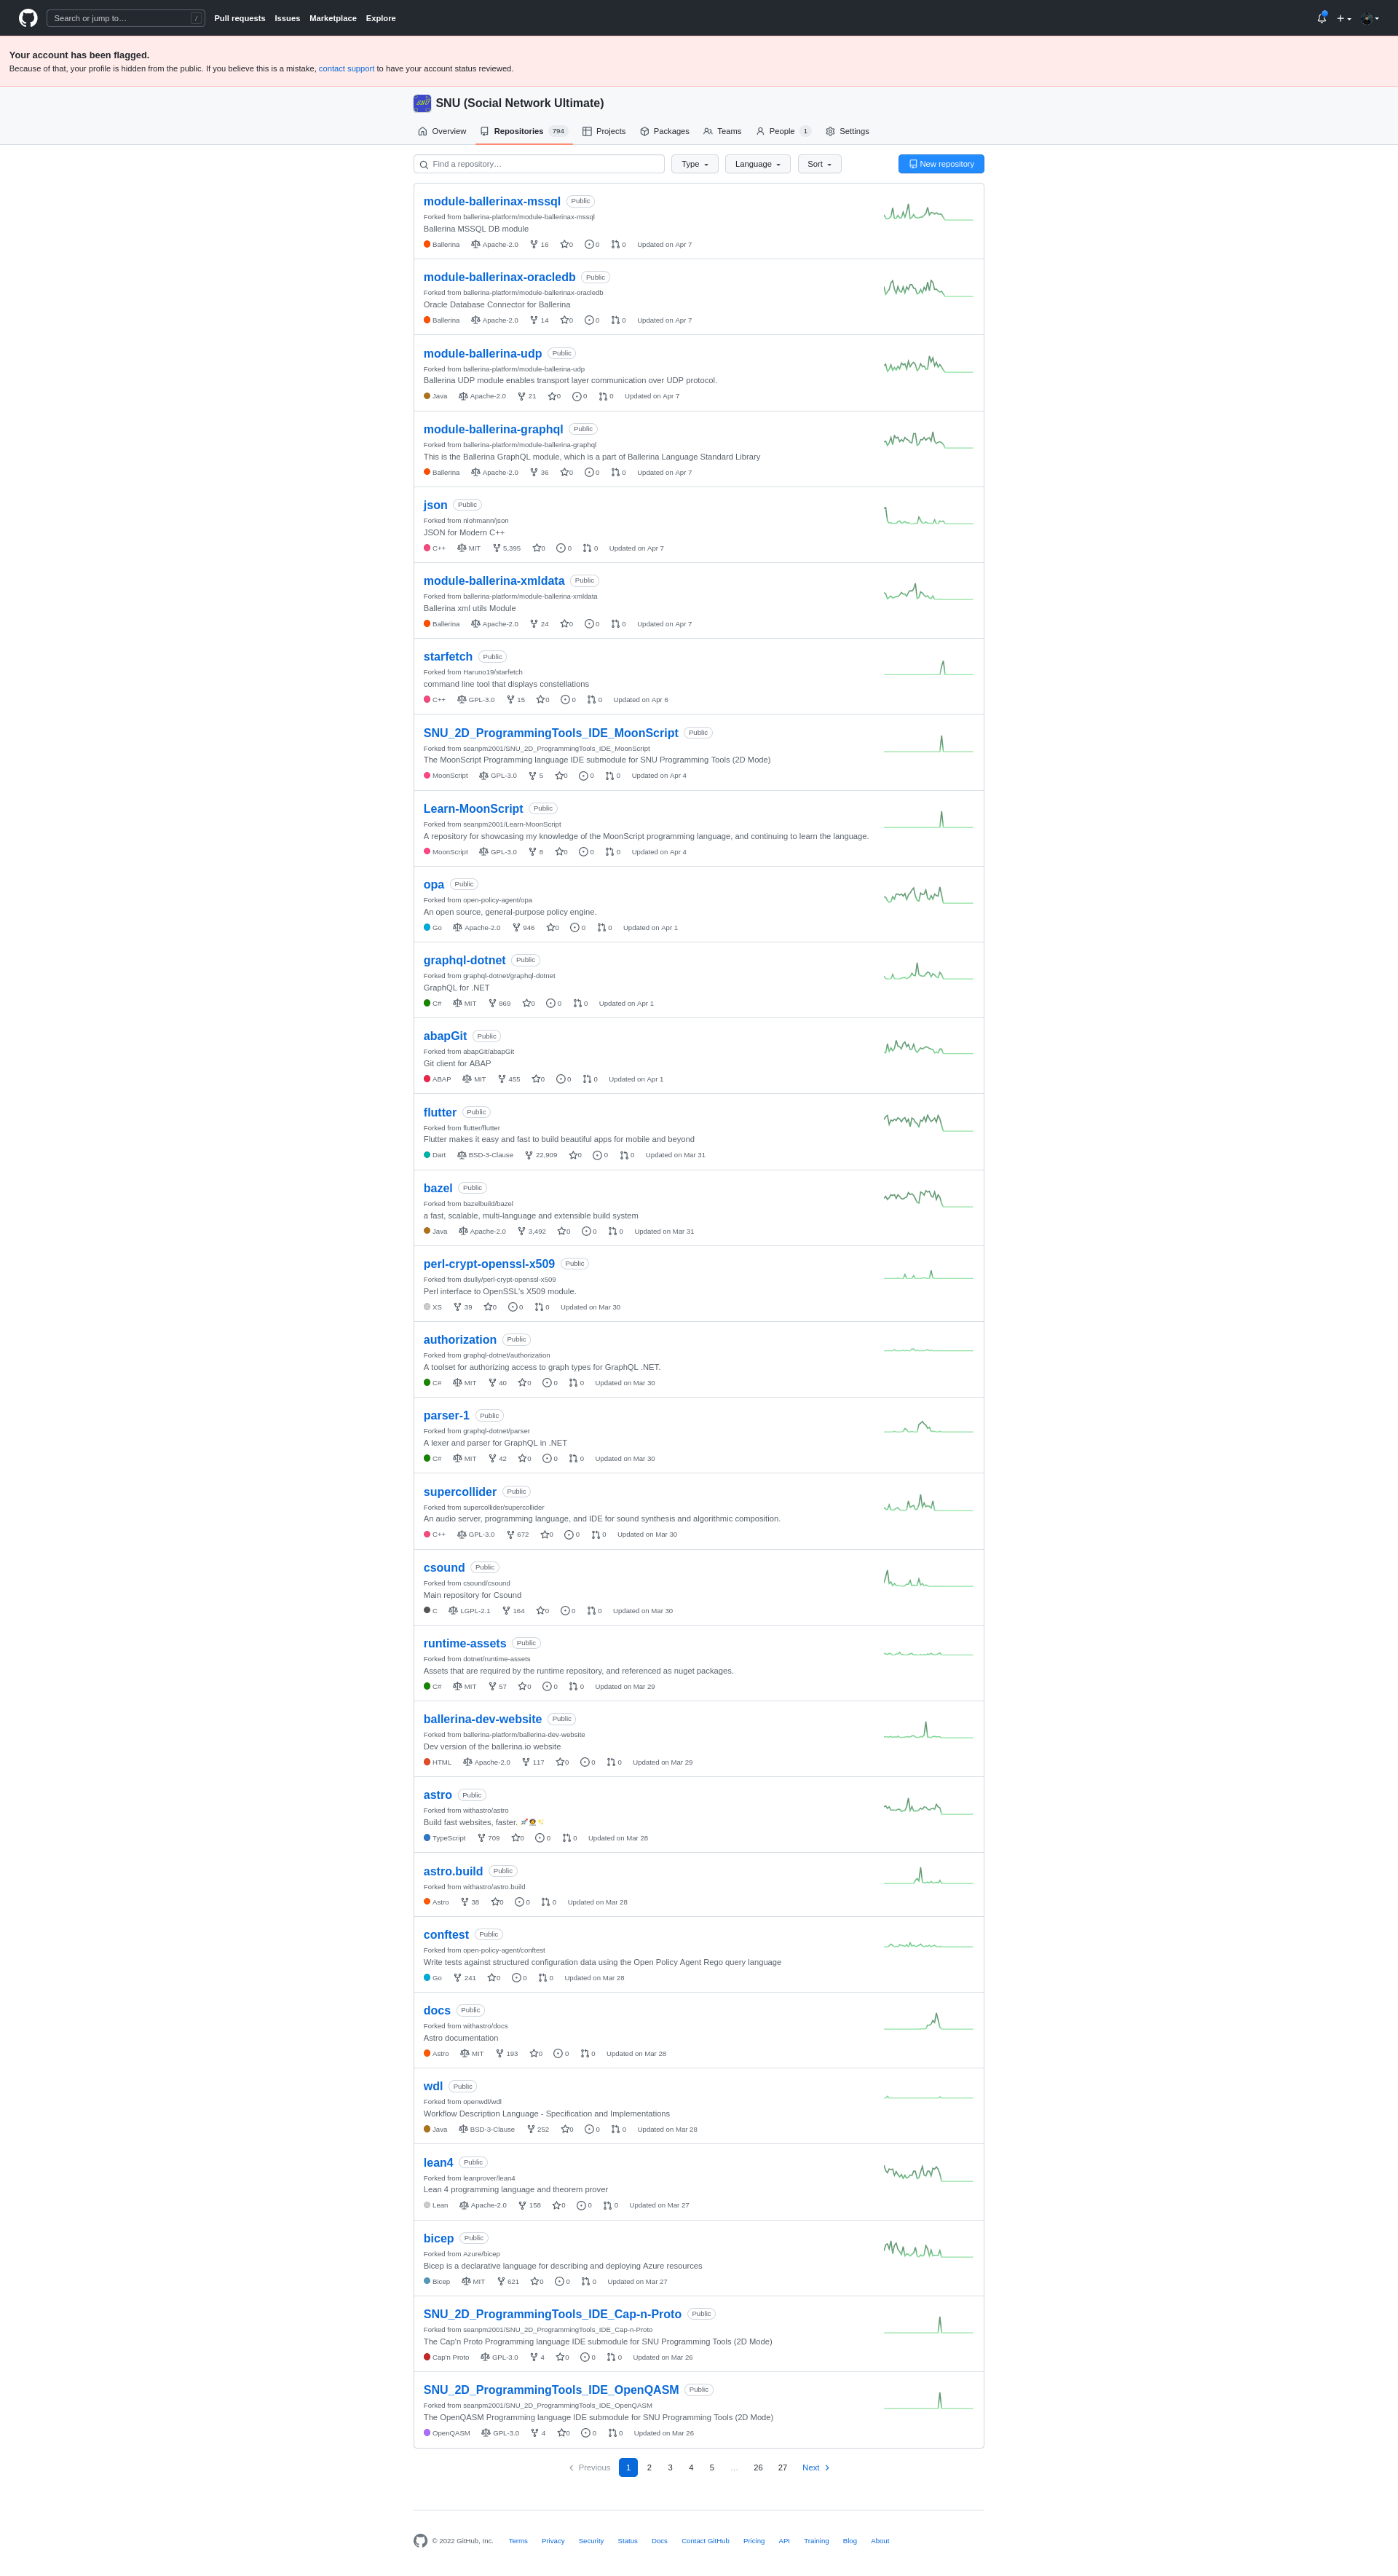 Search or jump to… /
Pull requests Issues Marketplace Explore
Your account has been flagged.
Because of that, your profile is hidden from the public. If you believe this is a mistake, contact support to have your account status reviewed.
SNU (Social Network Ultimate)
Overview Repositories 794 Projects Packages Teams People 1 Settings
Find a repository… Type Language Sort New repository
module-ballerinax-mssql Public
Forked from ballerina-platform/module-ballerinax-mssql
Ballerina MSSQL DB module
Ballerina Apache-2.0 16 0 0 0 Updated on Apr 7
module-ballerinax-oracledb Public
Forked from ballerina-platform/module-ballerinax-oracledb
Oracle Database Connector for Ballerina
Ballerina Apache-2.0 14 0 0 0 Updated on Apr 7
module-ballerina-udp Public
Forked from ballerina-platform/module-ballerina-udp
Ballerina UDP module enables transport layer communication over UDP protocol.
Java Apache-2.0 21 0 0 0 Updated on Apr 7
module-ballerina-graphql Public
Forked from ballerina-platform/module-ballerina-graphql
This is the Ballerina GraphQL module, which is a part of Ballerina Language Standard Library
Ballerina Apache-2.0 36 0 0 0 Updated on Apr 7
json Public
Forked from nlohmann/json
JSON for Modern C++
C++ MIT 5,395 0 0 0 Updated on Apr 7
module-ballerina-xmldata Public
Forked from ballerina-platform/module-ballerina-xmldata
Ballerina xml utils Module
Ballerina Apache-2.0 24 0 0 0 Updated on Apr 7
starfetch Public
Forked from Haruno19/starfetch
command line tool that displays constellations
C++ GPL-3.0 15 0 0 0 Updated on Apr 6
SNU_2D_ProgrammingTools_IDE_MoonScript Public
Forked from seanpm2001/SNU_2D_ProgrammingTools_IDE_MoonScript
The MoonScript Programming language IDE submodule for SNU Programming Tools (2D Mode)
MoonScript GPL-3.0 5 0 0 0 Updated on Apr 4
Learn-MoonScript Public
Forked from seanpm2001/Learn-MoonScript
A repository for showcasing my knowledge of the MoonScript programming language, and continuing to learn the language.
MoonScript GPL-3.0 8 0 0 0 Updated on Apr 4
opa Public
Forked from open-policy-agent/opa
An open source, general-purpose policy engine.
Go Apache-2.0 946 0 0 0 Updated on Apr 1
graphql-dotnet Public
Forked from graphql-dotnet/graphql-dotnet
GraphQL for .NET
C# MIT 869 0 0 0 Updated on Apr 1
abapGit Public
Forked from abapGit/abapGit
Git client for ABAP
ABAP MIT 455 0 0 0 Updated on Apr 1
flutter Public
Forked from flutter/flutter
Flutter makes it easy and fast to build beautiful apps for mobile and beyond
Dart BSD-3-Clause 22,909 0 0 0 Updated on Mar 31
bazel Public
Forked from bazelbuild/bazel
a fast, scalable, multi-language and extensible build system
Java Apache-2.0 3,492 0 0 0 Updated on Mar 31
perl-crypt-openssl-x509 Public
Forked from dsully/perl-crypt-openssl-x509
Perl interface to OpenSSL's X509 module.
XS 39 0 0 0 Updated on Mar 30
authorization Public
Forked from graphql-dotnet/authorization
A toolset for authorizing access to graph types for GraphQL .NET.
C# MIT 40 0 0 0 Updated on Mar 30
parser-1 Public
Forked from graphql-dotnet/parser
A lexer and parser for GraphQL in .NET
C# MIT 42 0 0 0 Updated on Mar 30
supercollider Public
Forked from supercollider/supercollider
An audio server, programming language, and IDE for sound synthesis and algorithmic composition.
C++ GPL-3.0 672 0 0 0 Updated on Mar 30
csound Public
Forked from csound/csound
Main repository for Csound
C LGPL-2.1 164 0 0 0 Updated on Mar 30
runtime-assets Public
Forked from dotnet/runtime-assets
Assets that are required by the runtime repository, and referenced as nuget packages.
C# MIT 57 0 0 0 Updated on Mar 29
ballerina-dev-website Public
Forked from ballerina-platform/ballerina-dev-website
Dev version of the ballerina.io website
HTML Apache-2.0 117 0 0 0 Updated on Mar 29
astro Public
Forked from withastro/astro
Build fast websites, faster. 🚀🧑‍🚀✨
TypeScript 709 0 0 0 Updated on Mar 28
astro.build Public
Forked from withastro/astro.build
Astro 38 0 0 0 Updated on Mar 28
conftest Public
Forked from open-policy-agent/conftest
Write tests against structured configuration data using the Open Policy Agent Rego query language
Go 241 0 0 0 Updated on Mar 28
docs Public
Forked from withastro/docs
Astro documentation
Astro MIT 193 0 0 0 Updated on Mar 28
wdl Public
Forked from openwdl/wdl
Workflow Description Language - Specification and Implementations
Java BSD-3-Clause 252 0 0 0 Updated on Mar 28
lean4 Public
Forked from leanprover/lean4
Lean 4 programming language and theorem prover
Lean Apache-2.0 158 0 0 0 Updated on Mar 27
bicep Public
Forked from Azure/bicep
Bicep is a declarative language for describing and deploying Azure resources
Bicep MIT 621 0 0 0 Updated on Mar 27
SNU_2D_ProgrammingTools_IDE_Cap-n-Proto Public
Forked from seanpm2001/SNU_2D_ProgrammingTools_IDE_Cap-n-Proto
The Cap'n Proto Programming language IDE submodule for SNU Programming Tools (2D Mode)
Cap'n Proto GPL-3.0 4 0 0 0 Updated on Mar 26
SNU_2D_ProgrammingTools_IDE_OpenQASM Public
Forked from seanpm2001/SNU_2D_ProgrammingTools_IDE_OpenQASM
The OpenQASM Programming language IDE submodule for SNU Programming Tools (2D Mode)
OpenQASM GPL-3.0 4 0 0 0 Updated on Mar 26
Previous 1 2 3 4 5 … 26 27 Next
© 2022 GitHub, Inc. Terms Privacy Security Status Docs Contact GitHub Pricing API Training Blog About